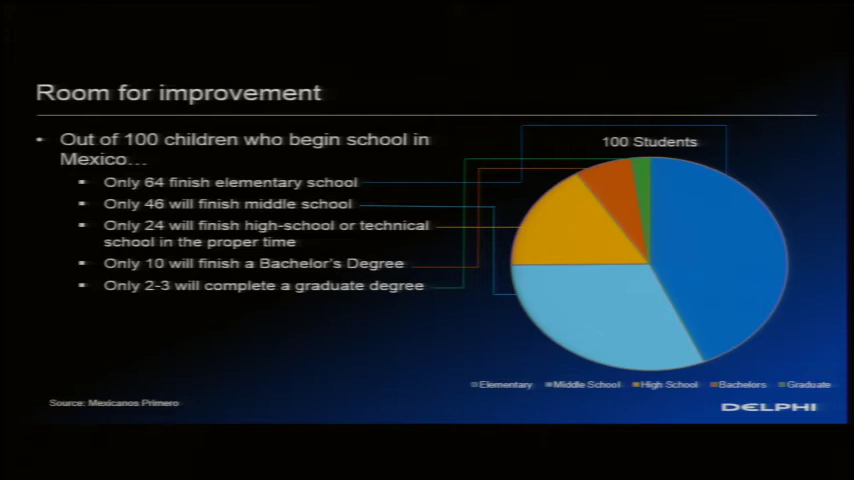 Room for improvement
• Out of 100 children who begin school in
Mexico…
▪ Only 64 finish elementary school
▪ Only 46 will finish middle school
▪ Only 24 will finish high-school or technical
school in the proper time
▪ Only 10 will finish a Bachelor's Degree
▪ Only 2-3 will complete a graduate degree
100 Students
Elementary Middle School High School Bachelors Graduate
Source: Mexicanos Primero
DELPHI